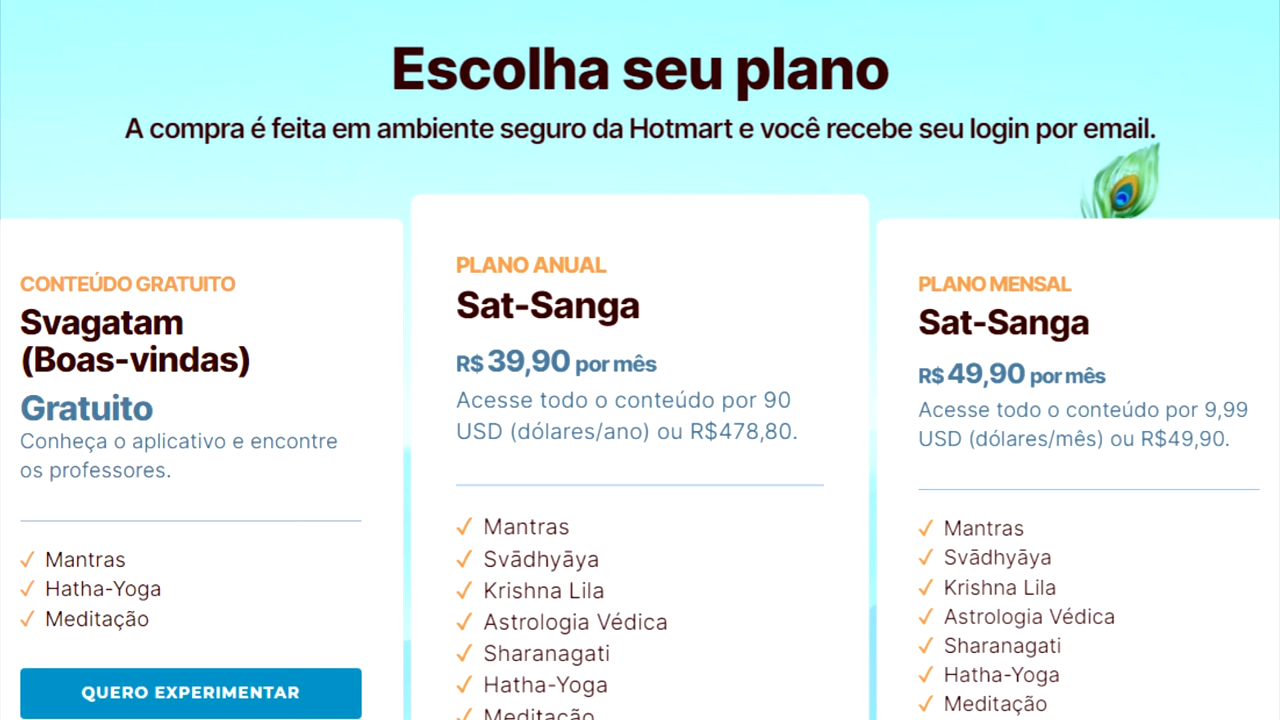 Escolha seu plano
A compra é feita em ambiente seguro da Hotmart e você recebe seu login por email.
CONTEÚDO GRATUITO
Svagatam
(Boas-vindas)
Gratuito
Conheça o aplicativo e encontre
os professores.
✓ Mantras
✓ Hatha-Yoga
✓ Meditação
QUERO EXPERIMENTAR
PLANO ANUAL
Sat-Sanga
R$ 39,90 por mês
Acesse todo o conteúdo por 90
USD (dólares/ano) ou R$478,80.
✓ Mantras
✓ Svādhyāya
✓ Krishna Lila
✓ Astrologia Védica
✓ Sharanagati
✓ Hatha-Yoga
✓ Meditação
PLANO MENSAL
Sat-Sanga
R$ 49,90 por mês
Acesse todo o conteúdo por 9,99
USD (dólares/mês) ou R$49,90.
✓ Mantras
✓ Svādhyāya
✓ Krishna Lila
✓ Astrologia Védica
✓ Sharanagati
✓ Hatha-Yoga
✓ Meditação